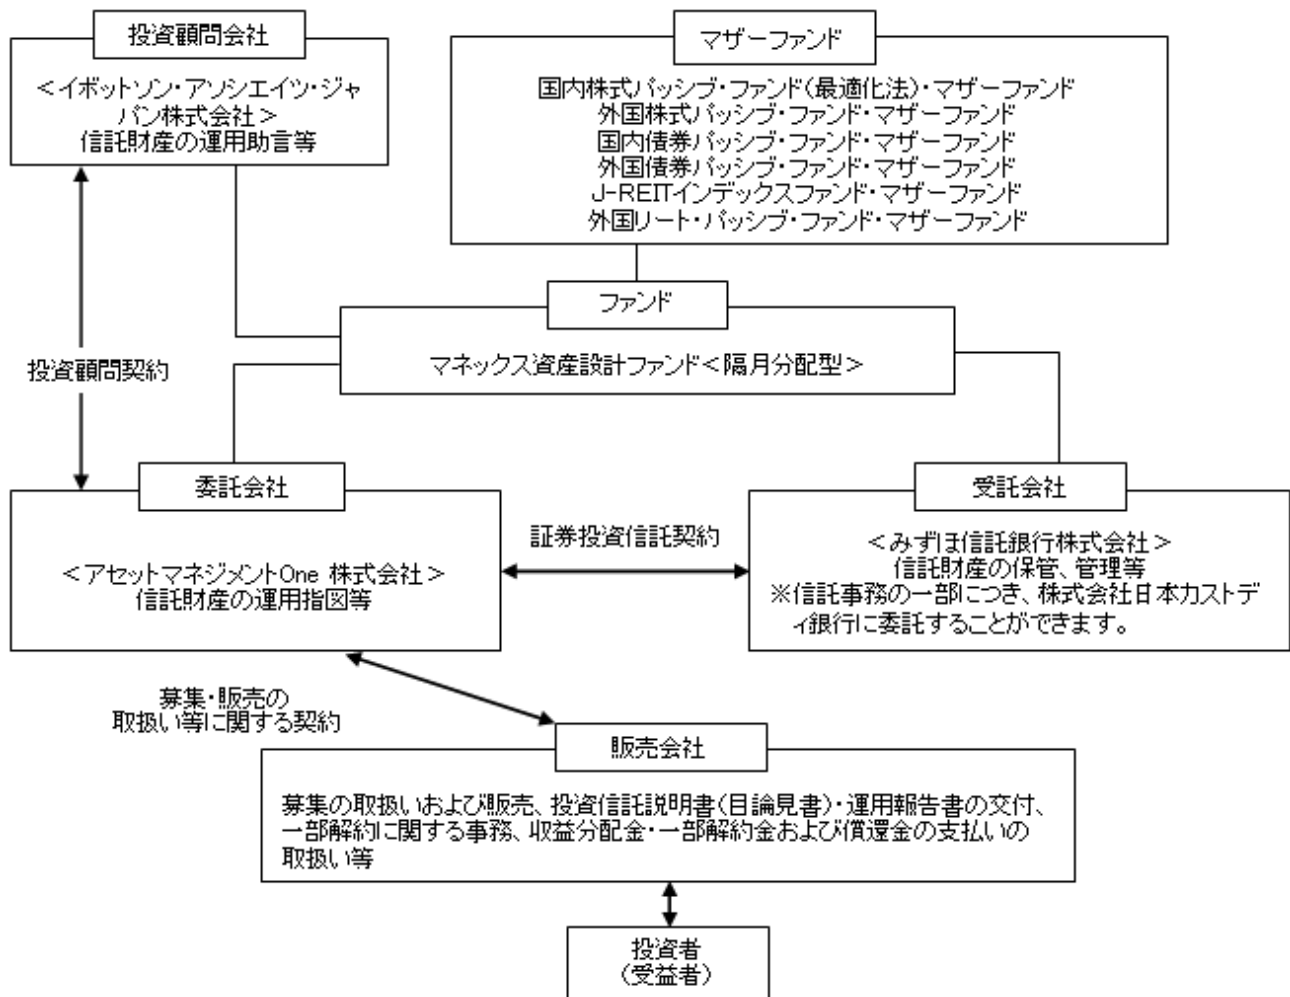 投資顧問会社
<イボットソン・アソシエイツ・ジャ
パン株式会社>
信託財産の運用助言等
マザーファンド
国内株式パッシブ・ファンド(最適化法)・マザーファンド
外国株式パッシブ・ファンド・マザーファンド
国内債券パッシブ・ファンド・マザーファンド
外国債券パッシブ・ファンド・マザーファンド
J-REITインデックスファンド・マザーファンド
外国リート・パッシブ・ファンド・マザーファンド
ファンド
マネックス資産設計ファンド<隔月分配型>
投資顧問契約
委託会社
<アセットマネジメントOne 株式会社>
信託財産の運用指図等
証券投資信託契約
受託会社
<みずほ信託銀行株式会社>
信託財産の保管、管理等
※信託事務の一部につき、株式会社日本カストデ
ィ銀行に委託することができます。
募集・販売の
取扱い等に関する契約
販売会社
募集の取扱いおよび販売、投資信託説明書(目論見書)・運用報告書の交付、
一部解約に関する事務、収益分配金・一部解約金および償還金の支払いの
取扱い等
投資者
(受益者)